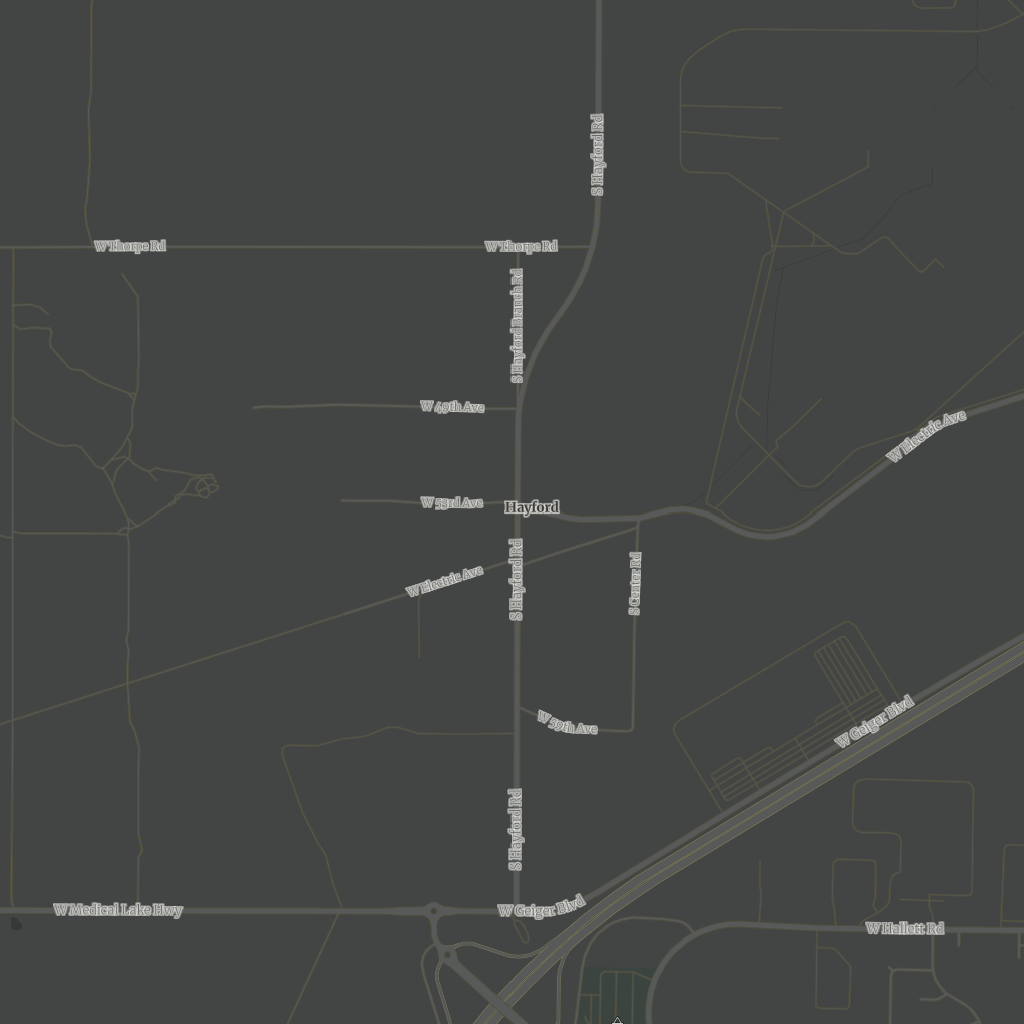 S Hayford Rd
W Thorpe Rd
W Thorpe Rd
S Hayford Branch Rd
W 49th Ave
W Electric Ave
W 53rd Ave
Hayford
W Electric Ave
S Hayford Rd
S Center Rd
W 59th Ave
W Geiger Blvd
S Hayford Rd
W Medical Lake Hwy
W Geiger Blvd
W Hallett Rd